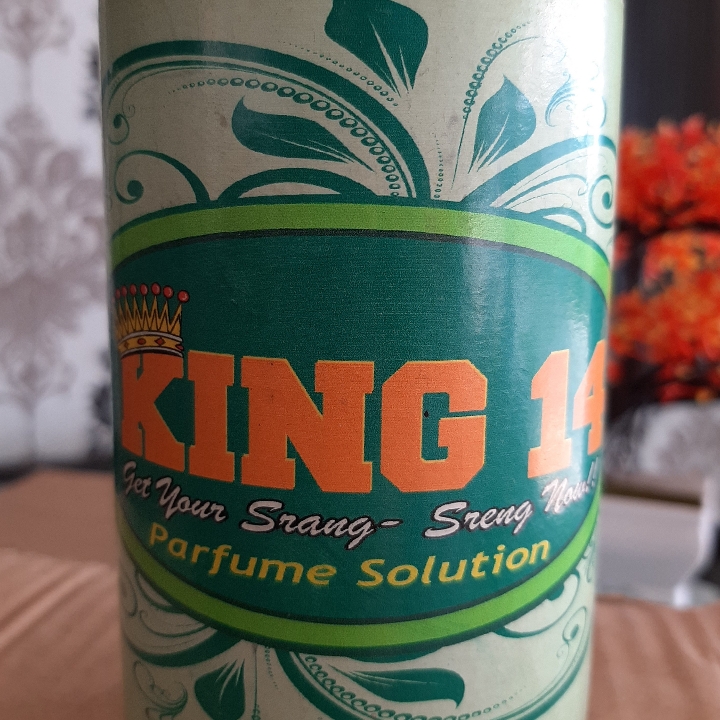 KING 14
Get Your Srang- Sreng Now!!
Parfume Solution